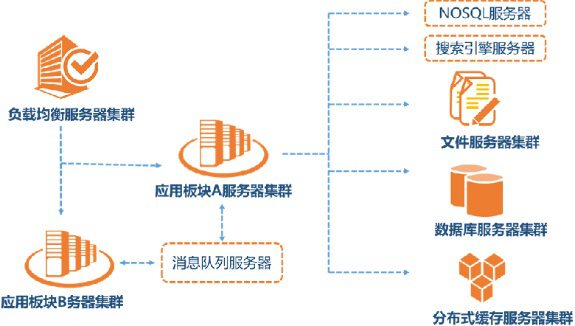 NOSQL服务器
搜索引擎服务器
负载均衡服务器集群
文件服务器集群
应用板块A服务器集群
数据库服务器集群
消息队列服务器
应用板块B务器集群
分布式缓存服务器集群